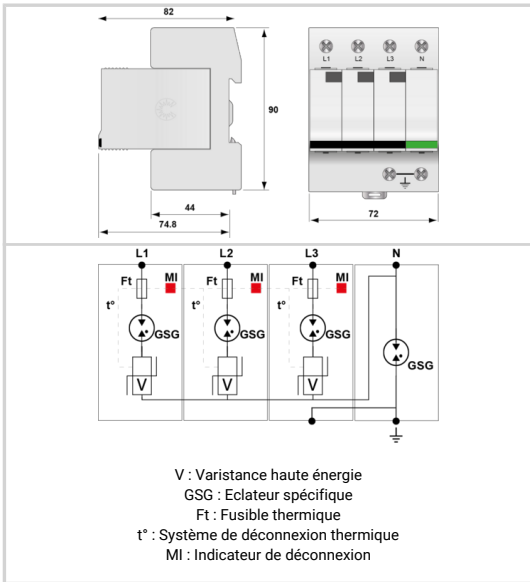 82
L1 L2 L3 N
90
44
74.8
72
L1 L2 L3 N
Ft MI Ft MI Ft MI
t° t° t°
GSG GSG GSG
GSG
V V V
V : Varistance haute énergie
GSG : Eclateur spécifique
Ft : Fusible thermique
t° : Système de déconnexion thermique
MI : Indicateur de déconnexion